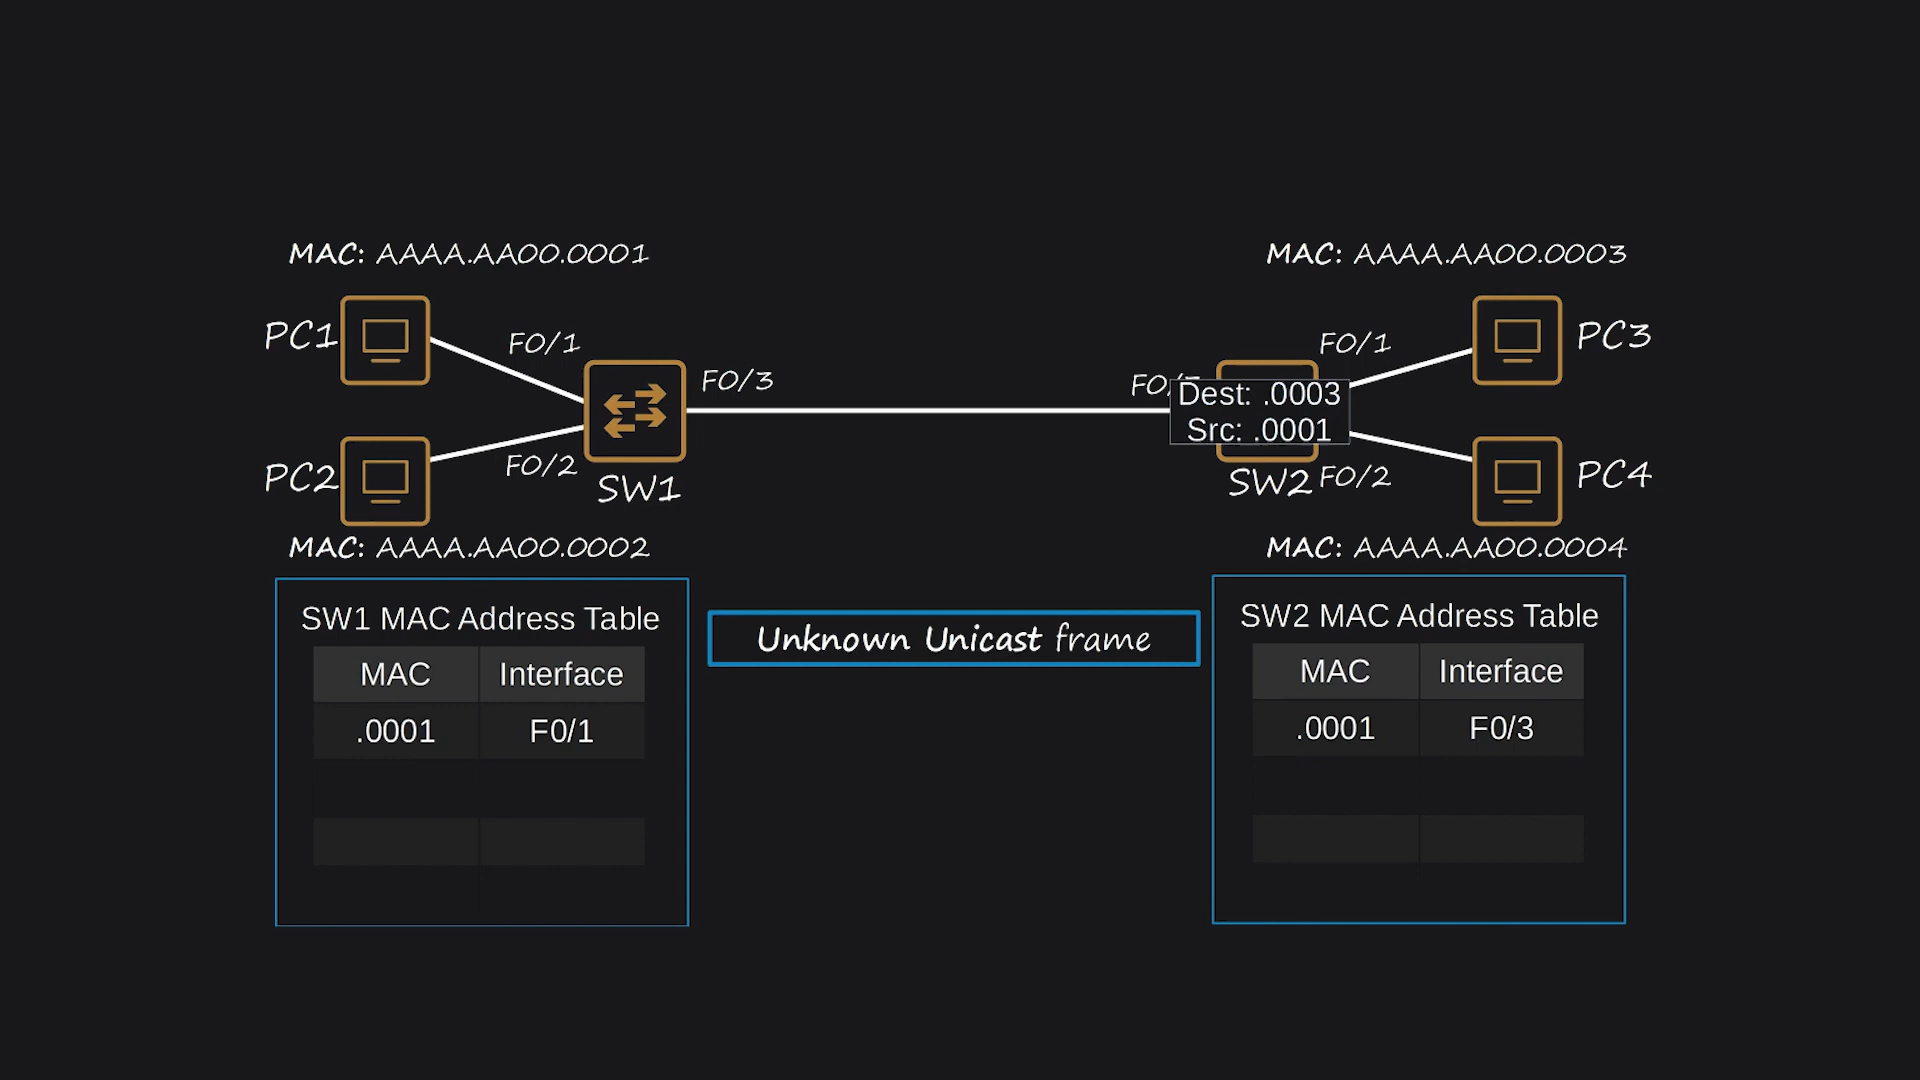 MAC: AAAA.AA00.0001
MAC: AAAA.AA00.0003
PC1
F0/1
F0/1
PC3
F0/3
Dest: .0003
Src: .0001
PC2
F0/2
SW1
SW2
F0/2
PC4
MAC: AAAA.AA00.0002
MAC: AAAA.AA00.0004
SW1 MAC Address Table
MAC Interface
.0001 F0/1
Unknown Unicast frame
SW2 MAC Address Table
MAC Interface
.0001 F0/3